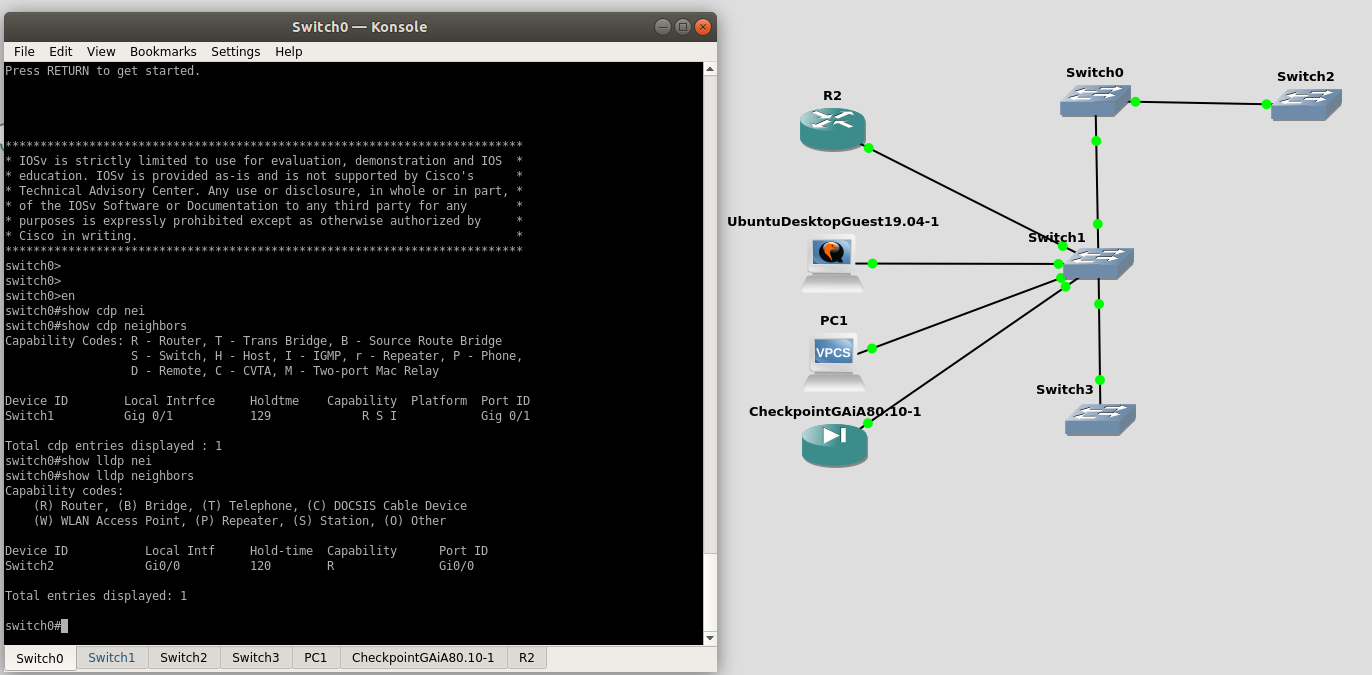 Switch0 — Konsole
File Edit View Bookmarks Settings Help
Press RETURN to get started.
**************************************************************************
* IOSv is strictly limited to use for evaluation, demonstration and IOS  *
* education. IOSv is provided as-is and is not supported by Cisco's      *
* Technical Advisory Center. Any use or disclosure, in whole or in part, *
* of the IOSv Software or Documentation to any third party for any       *
* purposes is expressly prohibited except as otherwise authorized by     *
* Cisco in writing.                                                      *
**************************************************************************
switch0>
switch0>
switch0>en
switch0#show cdp nei
switch0#show cdp neighbors
Capability Codes: R - Router, T - Trans Bridge, B - Source Route Bridge
                  S - Switch, H - Host, I - IGMP, r - Repeater, P - Phone,
                  D - Remote, C - CVTA, M - Two-port Mac Relay
Device ID        Local Intrfce     Holdtme    Capability  Platform  Port ID
Switch1          Gig 0/1           129             R S I            Gig 0/1
Total cdp entries displayed : 1
switch0#show lldp nei
switch0#show lldp neighbors
Capability codes:
    (R) Router, (B) Bridge, (T) Telephone, (C) DOCSIS Cable Device
    (W) WLAN Access Point, (P) Repeater, (S) Station, (O) Other
Device ID           Local Intf     Hold-time  Capability      Port ID
Switch2             Gi0/0          120        R               Gi0/0
Total entries displayed: 1
switch0#
Switch0 Switch1 Switch2 Switch3 PC1 CheckpointGAiA80.10-1 R2
Switch0
Switch2
R2
UbuntuDesktopGuest19.04-1
Switch1
PC1
VPCS
Switch3
CheckpointGAiA80.10-1